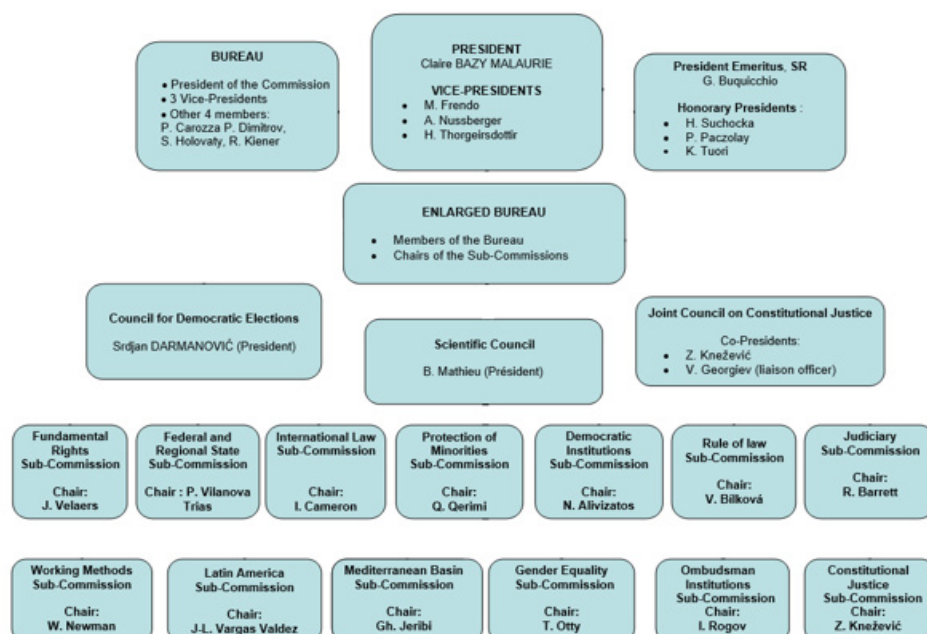 BUREAU
• President of the Commission
• 3 Vice-Presidents
• Other 4 members:
P. Carozza P. Dimitrov,
S. Holovaty, R. Kiener
PRESIDENT
Claire BAZY MALAURIE
VICE-PRESIDENTS
• M. Frendo
• A. Nussberger
• H. Thorgeirsdottir
President Emeritus, SR
G. Buquicchio
Honorary Presidents :
• H. Suchocka
• P. Paczolay
• K. Tuori
ENLARGED BUREAU
• Members of the Bureau
• Chairs of the Sub-Commissions
Council for Democratic Elections
Srdjan DARMANOVIĆ (President)
Scientific Council
B. Mathieu (Président)
Joint Council on Constitutional Justice
Co-Presidents:
• Z. Knežević
• V. Georgiev (liaison officer)
Fundamental
Rights
Sub-Commission
Chair:
J. Velaers
Federal and
Regional State
Sub-Commission
Chair : P. Vilanova
Trias
International Law
Sub-Commission
Chair:
I. Cameron
Protection of
Minorities
Sub-Commission
Chair:
Q. Qerimi
Democratic
Institutions
Sub-Commission
Chair:
N. Alivizatos
Rule of law
Sub-Commission
Chair:
V. Bílková
Judiciary
Sub-Commission
Chair:
R. Barrett
Working Methods
Sub-Commission
Chair:
W. Newman
Latin America
Sub-Commission
Chair:
J-L. Vargas Valdez
Mediterranean Basin
Sub-Commission
Chair:
Gh. Jeribi
Gender Equality
Sub-Commission
Chair:
T. Otty
Ombudsman
Institutions
Sub-Commission
Chair:
I. Rogov
Constitutional
Justice
Sub-Commission
Chair:
Z. Knežević